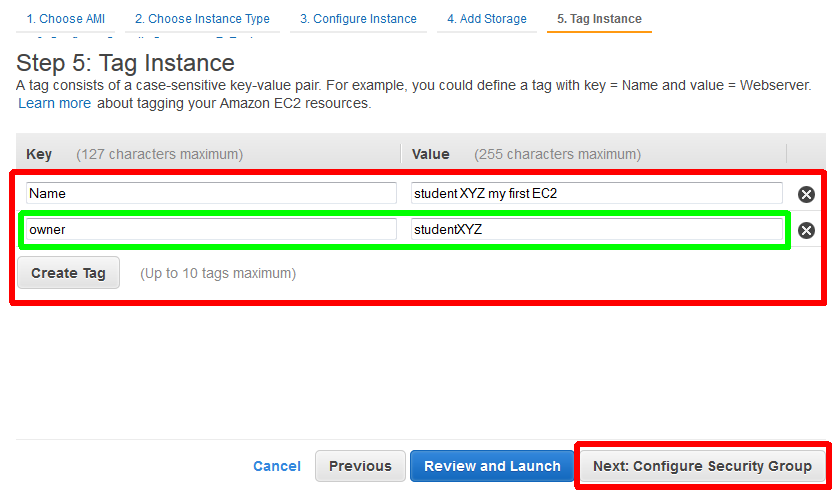 1. Choose AMI 2. Choose Instance Type 3. Configure Instance 4. Add Storage 5. Tag Instance
Step 5: Tag Instance
A tag consists of a case-sensitive key-value pair. For example, you could define a tag with key = Name and value = Webserver.
Learn more about tagging your Amazon EC2 resources.
Key (127 characters maximum) Value (255 characters maximum)
Name student XYZ my first EC2
owner studentXYZ
Create Tag (Up to 10 tags maximum)
Cancel Previous Review and Launch Next: Configure Security Group